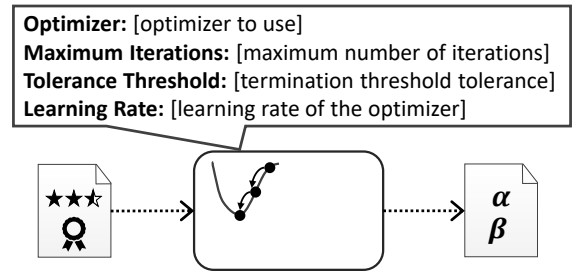 Optimizer: [optimizer to use]
Maximum Iterations: [maximum number of iterations]
Tolerance Threshold: [termination threshold tolerance]
Learning Rate: [learning rate of the optimizer]
α
β